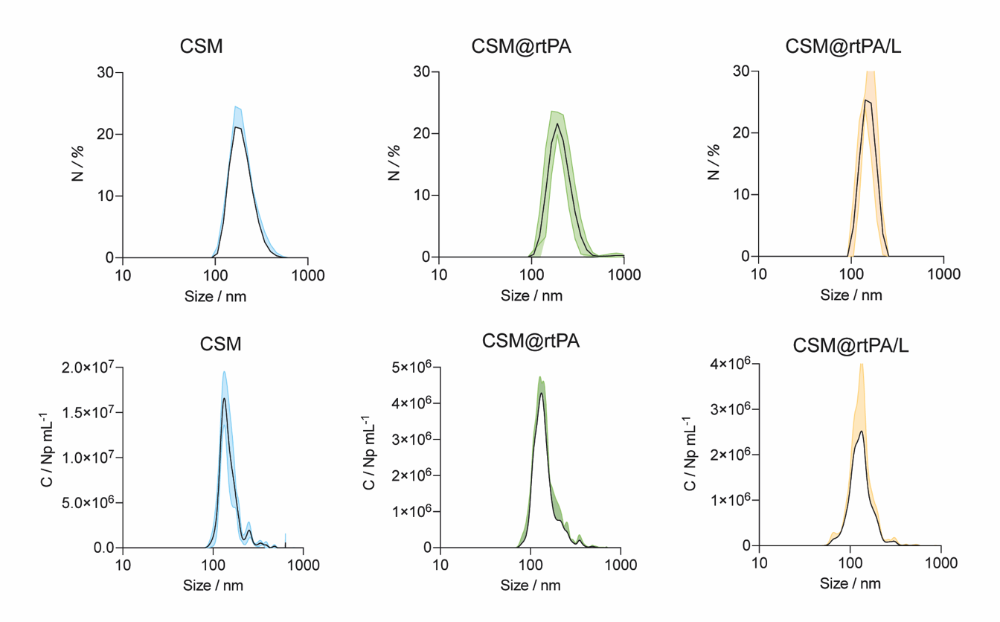 CSM
CSM@rtPA
CSM@rtPA/L
30
20
10
0
N / %
10
100
1000
Size / nm
30
20
10
0
N / %
10
100
1000
Size / nm
30
20
10
0
N / %
10
100
1000
Size / nm
CSM
CSM@rtPA
CSM@rtPA/L
2.0×10⁷
1.5×10⁷
1.0×10⁷
5.0×10⁶
0.0
C / Np mL⁻¹
10
100
1000
Size / nm
5×10⁶
4×10⁶
3×10⁶
2×10⁶
1×10⁶
0
C / Np mL⁻¹
10
100
1000
Size / nm
4×10⁶
3×10⁶
2×10⁶
1×10⁶
0
C / Np mL⁻¹
10
100
1000
Size / nm